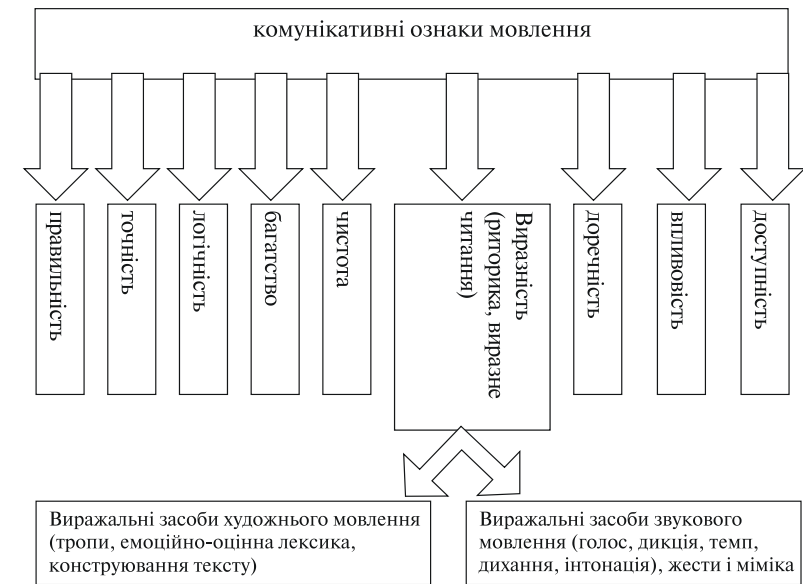 комунікативні ознаки мовлення
правильність
точність
логічність
багатство
чистота
Виразність
(риторика, виразне
читання)
доречність
впливовість
доступність
Виражальні засоби художнього мовлення
(тропи, емоційно-оцінна лексика,
конструювання тексту)
Виражальні засоби звукового
мовлення (голос, дикція, темп,
дихання, інтонація), жести і міміка